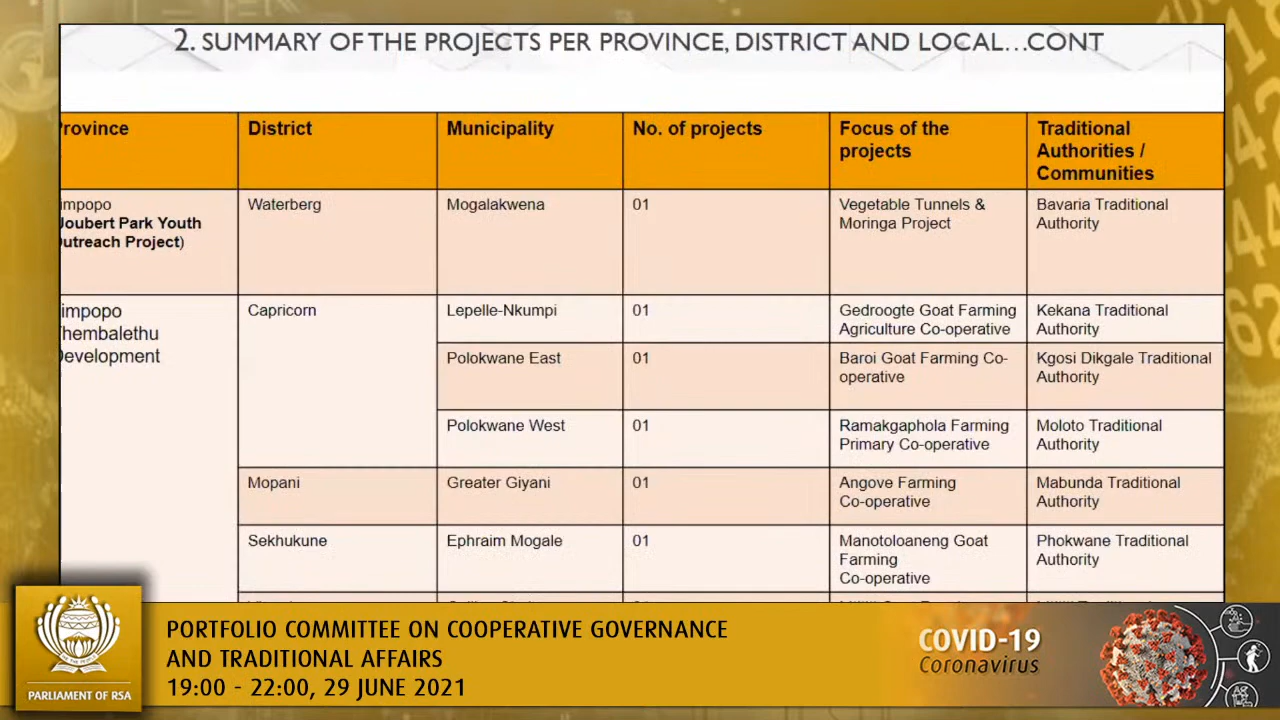 2. SUMMARY OF THE PROJECTS PER PROVINCE, DISTRICT AND LOCAL…CONT
rovince
District
Municipality
No. of projects
Focus of the
projects
Traditional
Authorities /
Communities
impopo
Joubert Park Youth
utreach Project)
Waterberg
Mogalakwena
01
Vegetable Tunnels &
Moringa Project
Bavaria Traditional
Authority
impopo
hembalethu
evelopment
Capricorn
Lepelle-Nkumpi
01
Gedroogte Goat Farming
Agriculture Co-operative
Kekana Traditional
Authority
Polokwane East
01
Baroi Goat Farming Co-
operative
Kgosi Dikgale Traditional
Authority
Polokwane West
01
Ramakgaphola Farming
Primary Co-operative
Moloto Traditional
Authority
Mopani
Greater Giyani
01
Angove Farming
Co-operative
Mabunda Traditional
Authority
Sekhukune
Ephraim Mogale
01
Manotoloaneng Goat
Farming
Co-operative
Phokwane Traditional
Authority
PARLIAMENT OF RSA
PORTFOLIO COMMITTEE ON COOPERATIVE GOVERNANCE
AND TRADITIONAL AFFAIRS
19:00 - 22:00, 29 JUNE 2021
COVID-19
Coronavirus